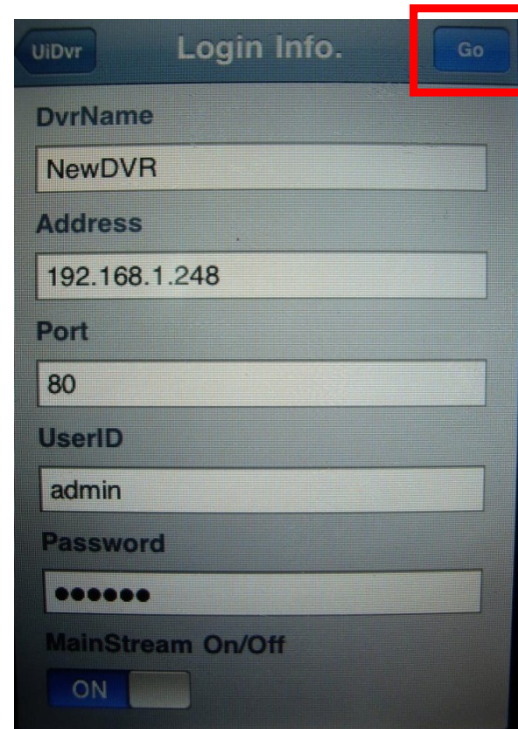 UiDvr Login Info. Go
DvrName
NewDVR
Address
192.168.1.248
Port
80
UserID
admin
Password
●●●●●●
MainStream On/Off
ON